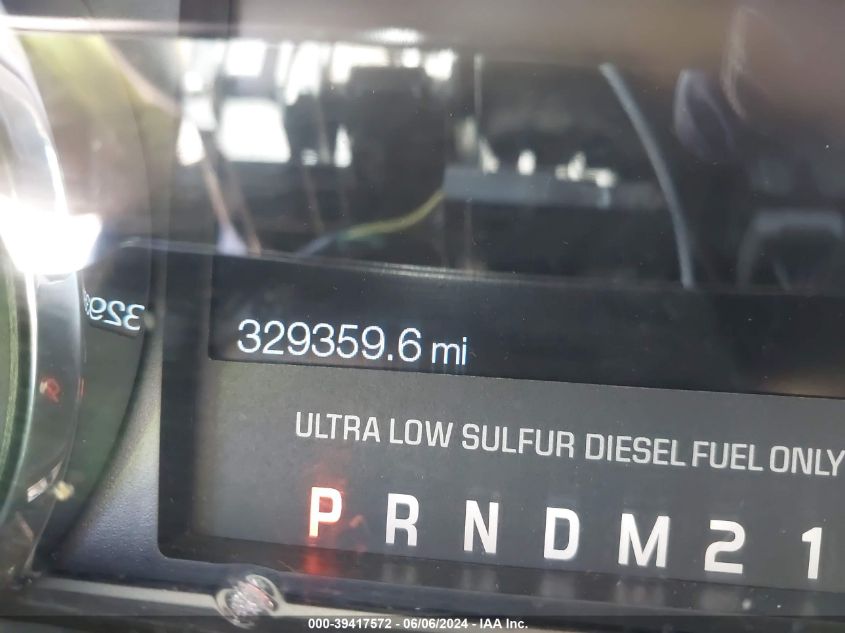 329359.6 mi
ULTRA LOW SULFUR DIESEL FUEL ONLY
P R N D M 2 1
000-39417572 - 06/06/2024 - IAA Inc.